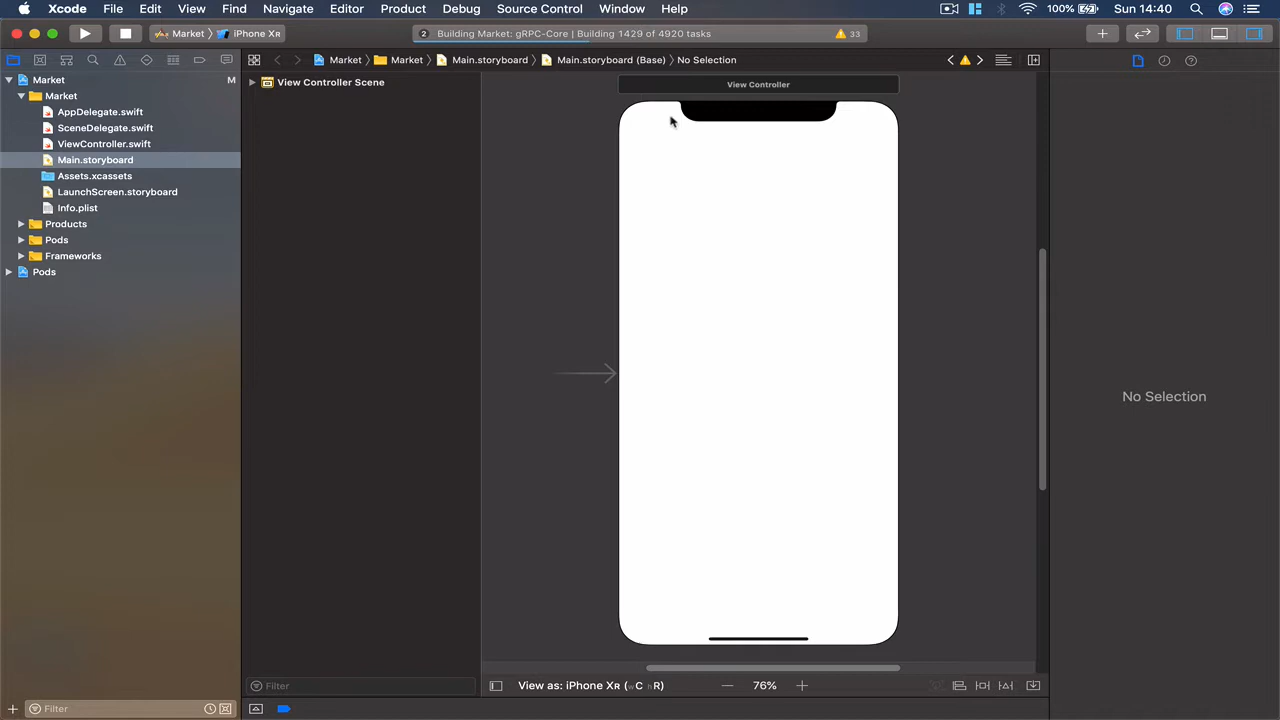 Xcode File Edit View Find Navigate Editor Product Debug Source Control Window Help 100% Sun 14:40
Market iPhone Xʀ Building Market: gRPC-Core | Building 1429 of 4920 tasks 33
Market Market Main.storyboard Main.storyboard (Base) No Selection
Market M
Market
AppDelegate.swift
SceneDelegate.swift
ViewController.swift
Main.storyboard
Assets.xcassets
LaunchScreen.storyboard
Info.plist
Products
Pods
Frameworks
Pods
View Controller Scene
View Controller
No Selection
Filter
View as: iPhone Xʀ (wC hR) 76%
Filter